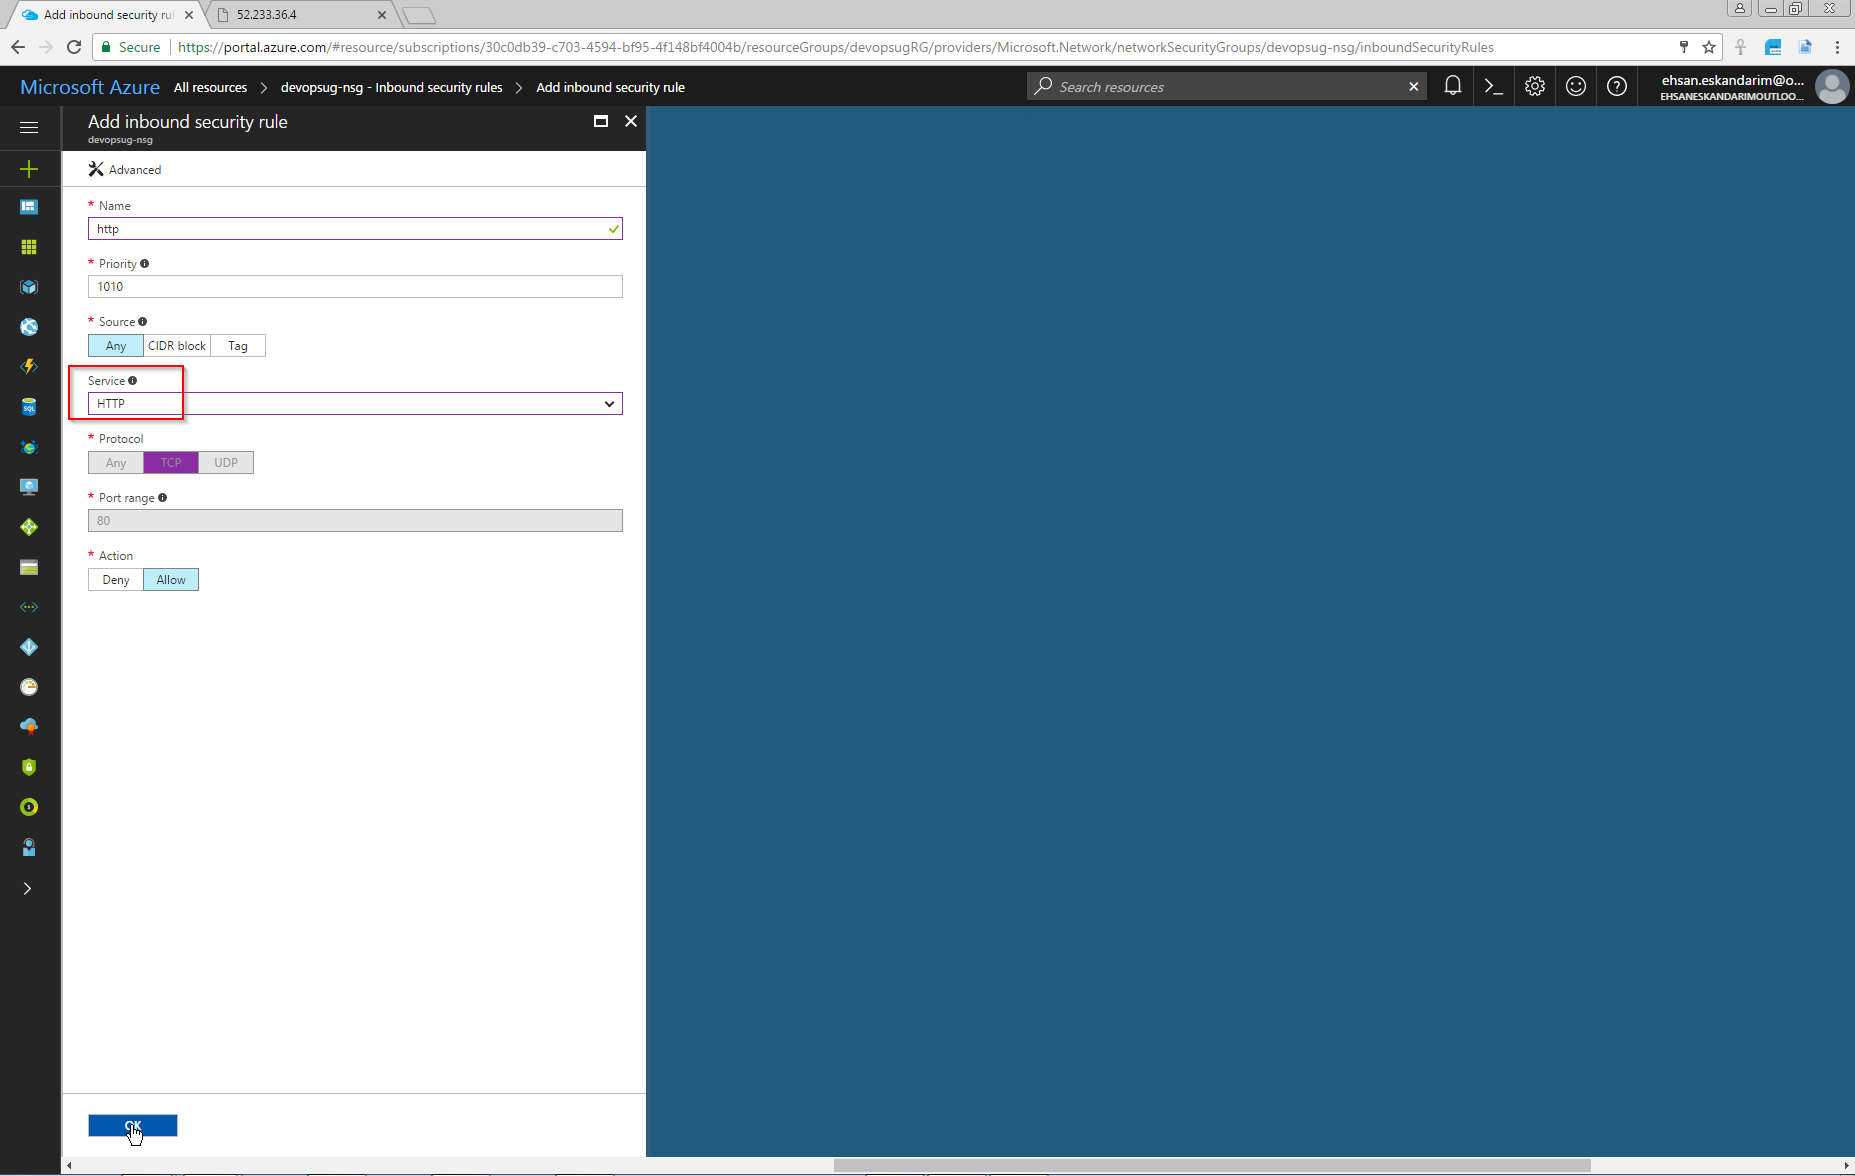 Add inbound security ru
52.233.36.4
Secure
https://portal.azure.com/#resource/subscriptions/30c0db39-c703-4594-bf95-4f148bf4004b/resourceGroups/devopsugRG/providers/Microsoft.Network/networkSecurityGroups/devopsug-nsg/inboundSecurityRules
Microsoft Azure All resources > devopsug-nsg - Inbound security rules > Add inbound security rule
Search resources
ehsan.eskandarim@o...
EHSANESKANDARIMOUTLOO...
Add inbound security rule
devopsug-nsg
Advanced
* Name
http
* Priority
1010
* Source
Any CIDR block Tag
Service
HTTP
* Protocol
Any TCP UDP
* Port range
80
* Action
Deny Allow
SQL
OK